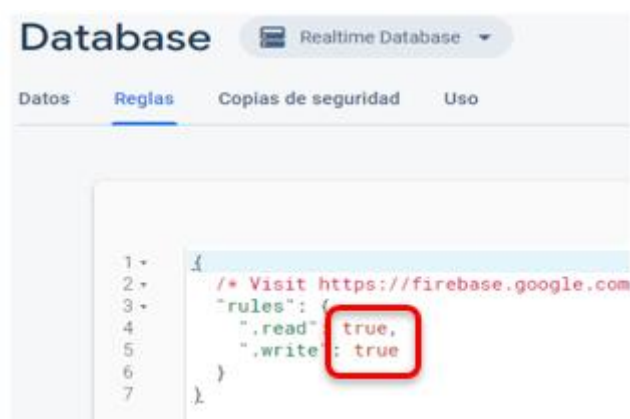 Database Realtime Database
Datos Reglas Copias de seguridad Uso
1 {
2 /* Visit https://firebase.google.com
3 "rules": {
4 ".read": true,
5 ".write": true
6 }
7 }